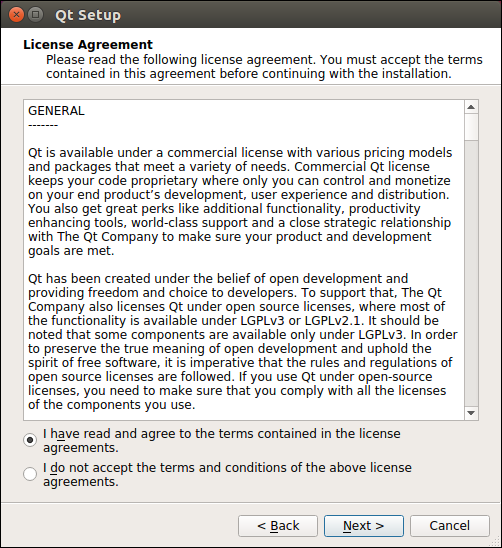 Qt Setup
License Agreement
Please read the following license agreement. You must accept the terms
contained in this agreement before continuing with the installation.
GENERAL
-------
Qt is available under a commercial license with various pricing models
and packages that meet a variety of needs. Commercial Qt license
keeps your code proprietary where only you can control and monetize
on your end product’s development, user experience and distribution.
You also get great perks like additional functionality, productivity
enhancing tools, world-class support and a close strategic relationship
with The Qt Company to make sure your product and development
goals are met.
Qt has been created under the belief of open development and
providing freedom and choice to developers. To support that, The Qt
Company also licenses Qt under open source licenses, where most of
the functionality is available under LGPLv3 or LGPLv2.1. It should be
noted that some components are available only under LGPLv3. In order
to preserve the true meaning of open development and uphold the
spirit of free software, it is imperative that the rules and regulations of
open source licenses are followed. If you use Qt under open-source
licenses, you need to make sure that you comply with all the licenses
of the components you use.
I have read and agree to the terms contained in the license
agreements.
I do not accept the terms and conditions of the above license
agreements.
< Back
Next >
Cancel